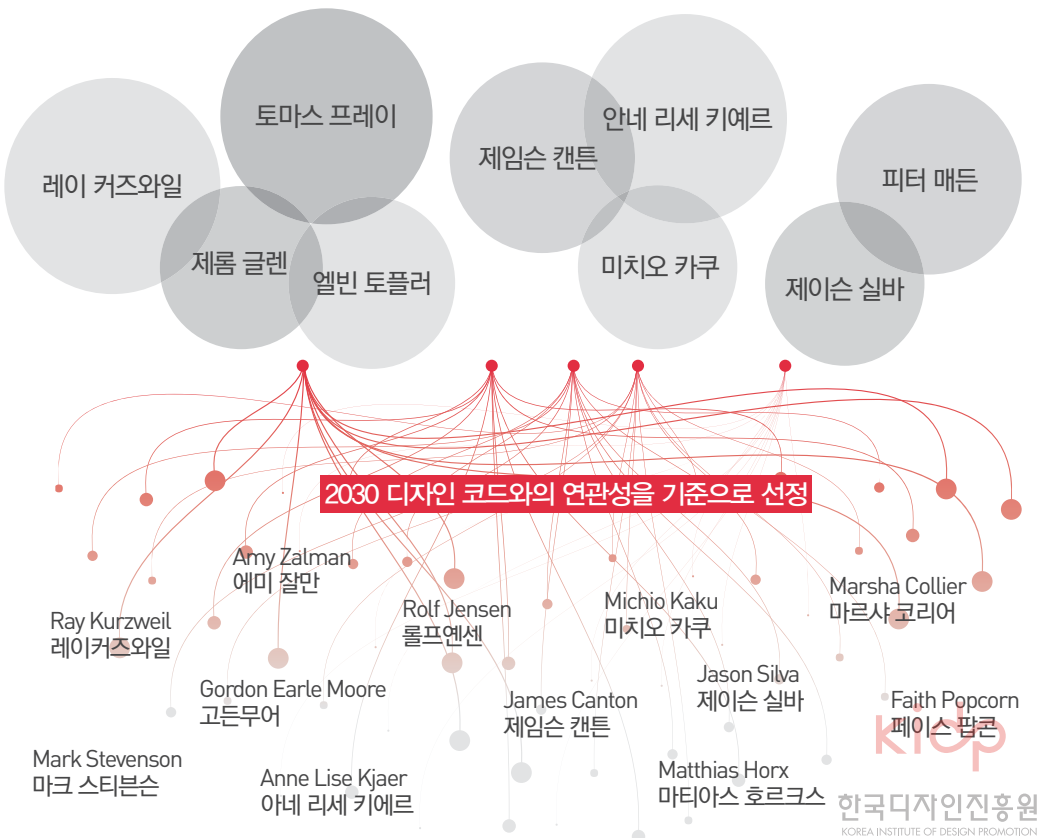 토마스 프레이
안네 리세 키예르
제임슨 캔튼
레이 커즈와일
피터 매든
제롬 글렌
엘빈 토플러
미치오 카쿠
제이슨 실바
2030 디자인 코드와의 연관성을 기준으로 선정
Amy Zalman
에미 잘만
Ray Kurzweil
레이커즈와일
Rolf Jensen
롤프옌센
Michio Kaku
미치오 카쿠
Marsha Collier
마르샤 코리어
Gordon Earle Moore
고든무어
James Canton
제임슨 캔튼
Jason Silva
제이슨 실바
Faith Popcorn
페이스 팝콘
Mark Stevenson
마크 스티븐슨
Anne Lise Kjaer
아네 리세 키에르
Matthias Horx
마티아스 호르크스
kidp
한국디자인진흥원
KOREA INSTITUTE OF DESIGN PROMOTION